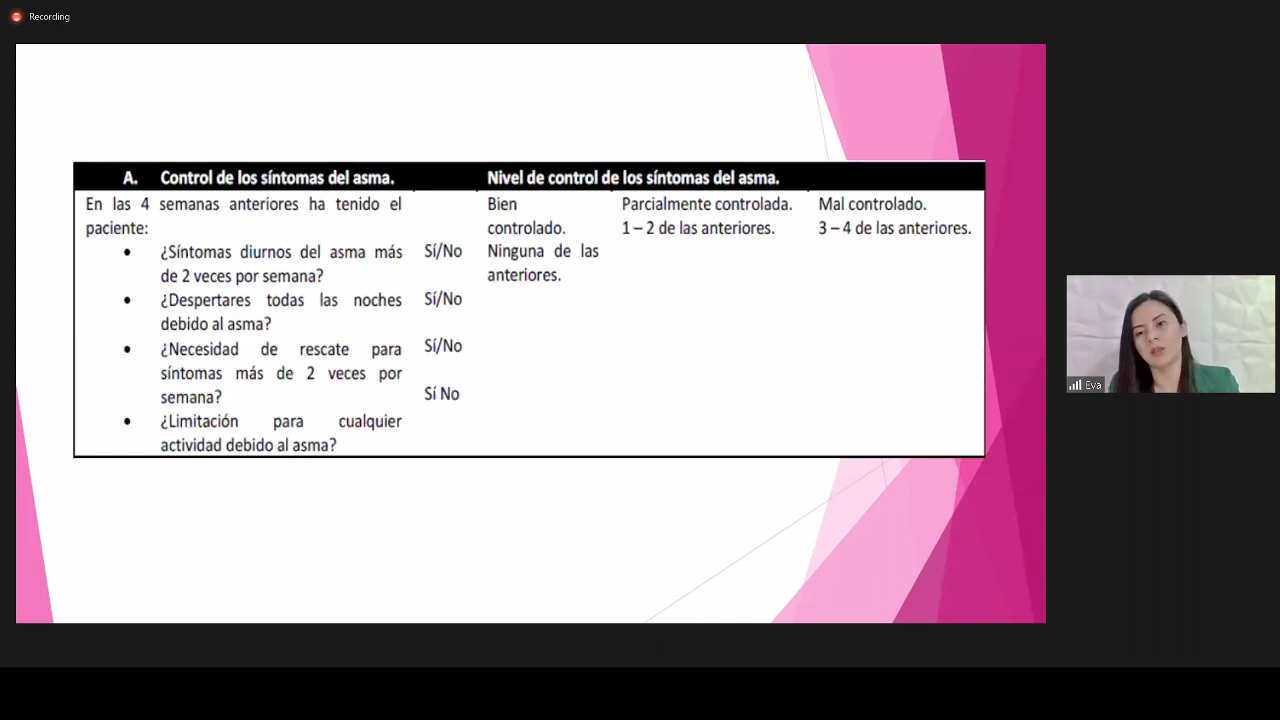 Recording
A. Control de los síntomas del asma.
Nivel de control de los síntomas del asma.
En las 4 semanas anteriores ha tenido el
paciente:
• ¿Síntomas diurnos del asma más
de 2 veces por semana?
• ¿Despertares todas las noches
debido al asma?
• ¿Necesidad de rescate para
síntomas más de 2 veces por
semana?
• ¿Limitación para cualquier
actividad debido al asma?
Sí/No
Sí/No
Sí/No
Sí No
Bien
controlado.
Ninguna de las
anteriores.
Parcialmente controlada.
1 – 2 de las anteriores.
Mal controlado.
3 – 4 de las anteriores.
Eva